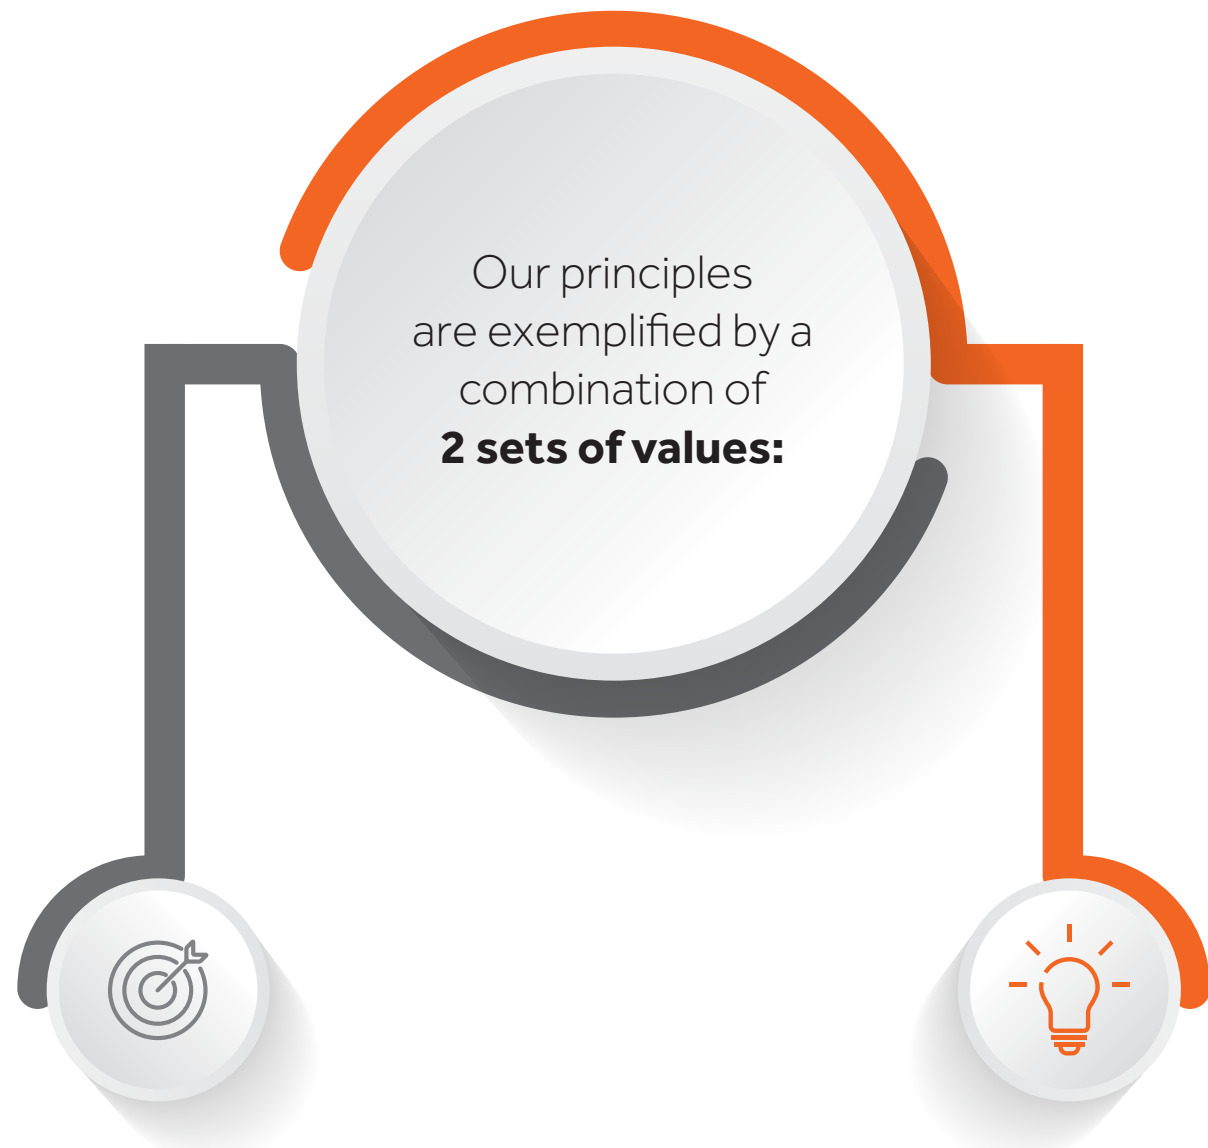 Our principles
are exemplified by a
combination of
2 sets of values: